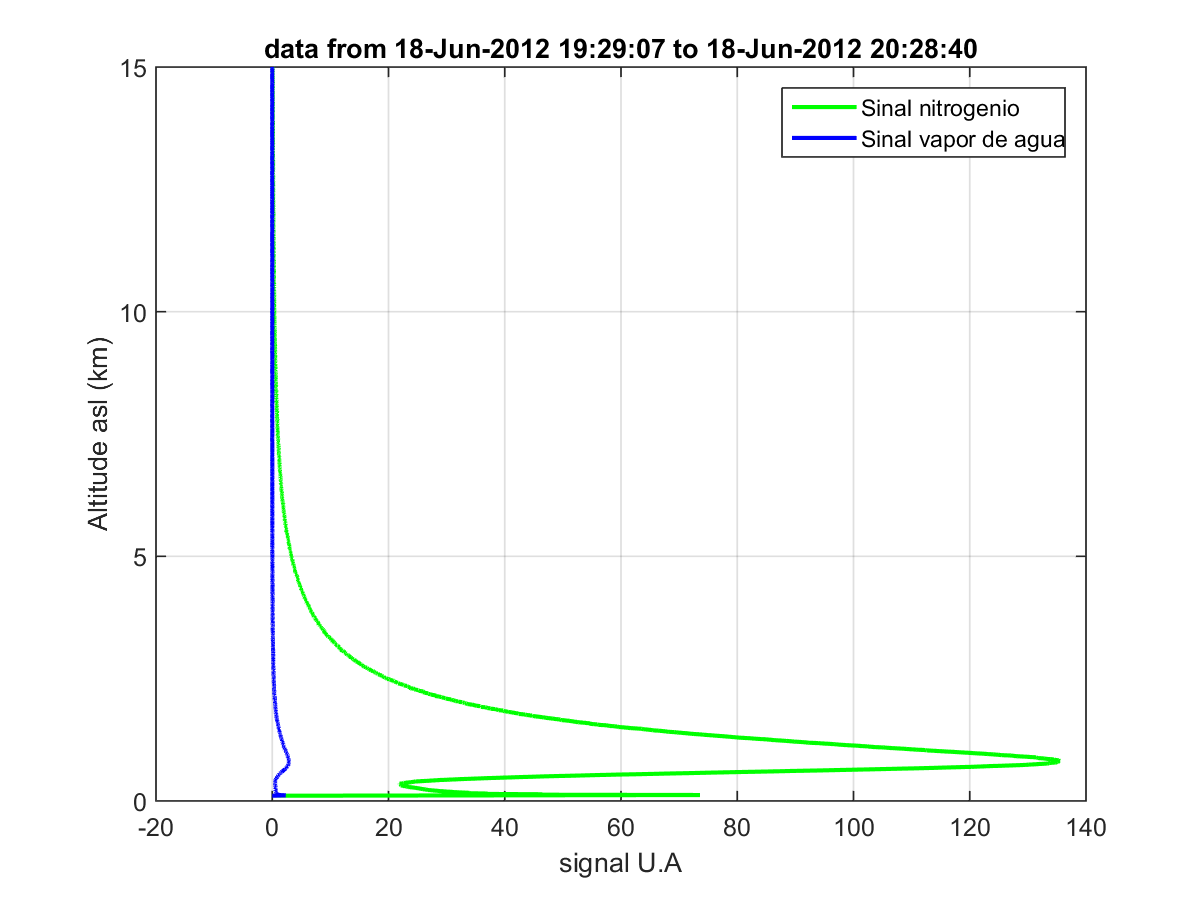 data from 18-Jun-2012 19:29:07 to 18-Jun-2012 20:28:40
Sinal nitrogenio
Sinal vapor de agua
15
10
5
0
Altitude asl (km)
-20 0 20 40 60 80 100 120 140
signal U.A